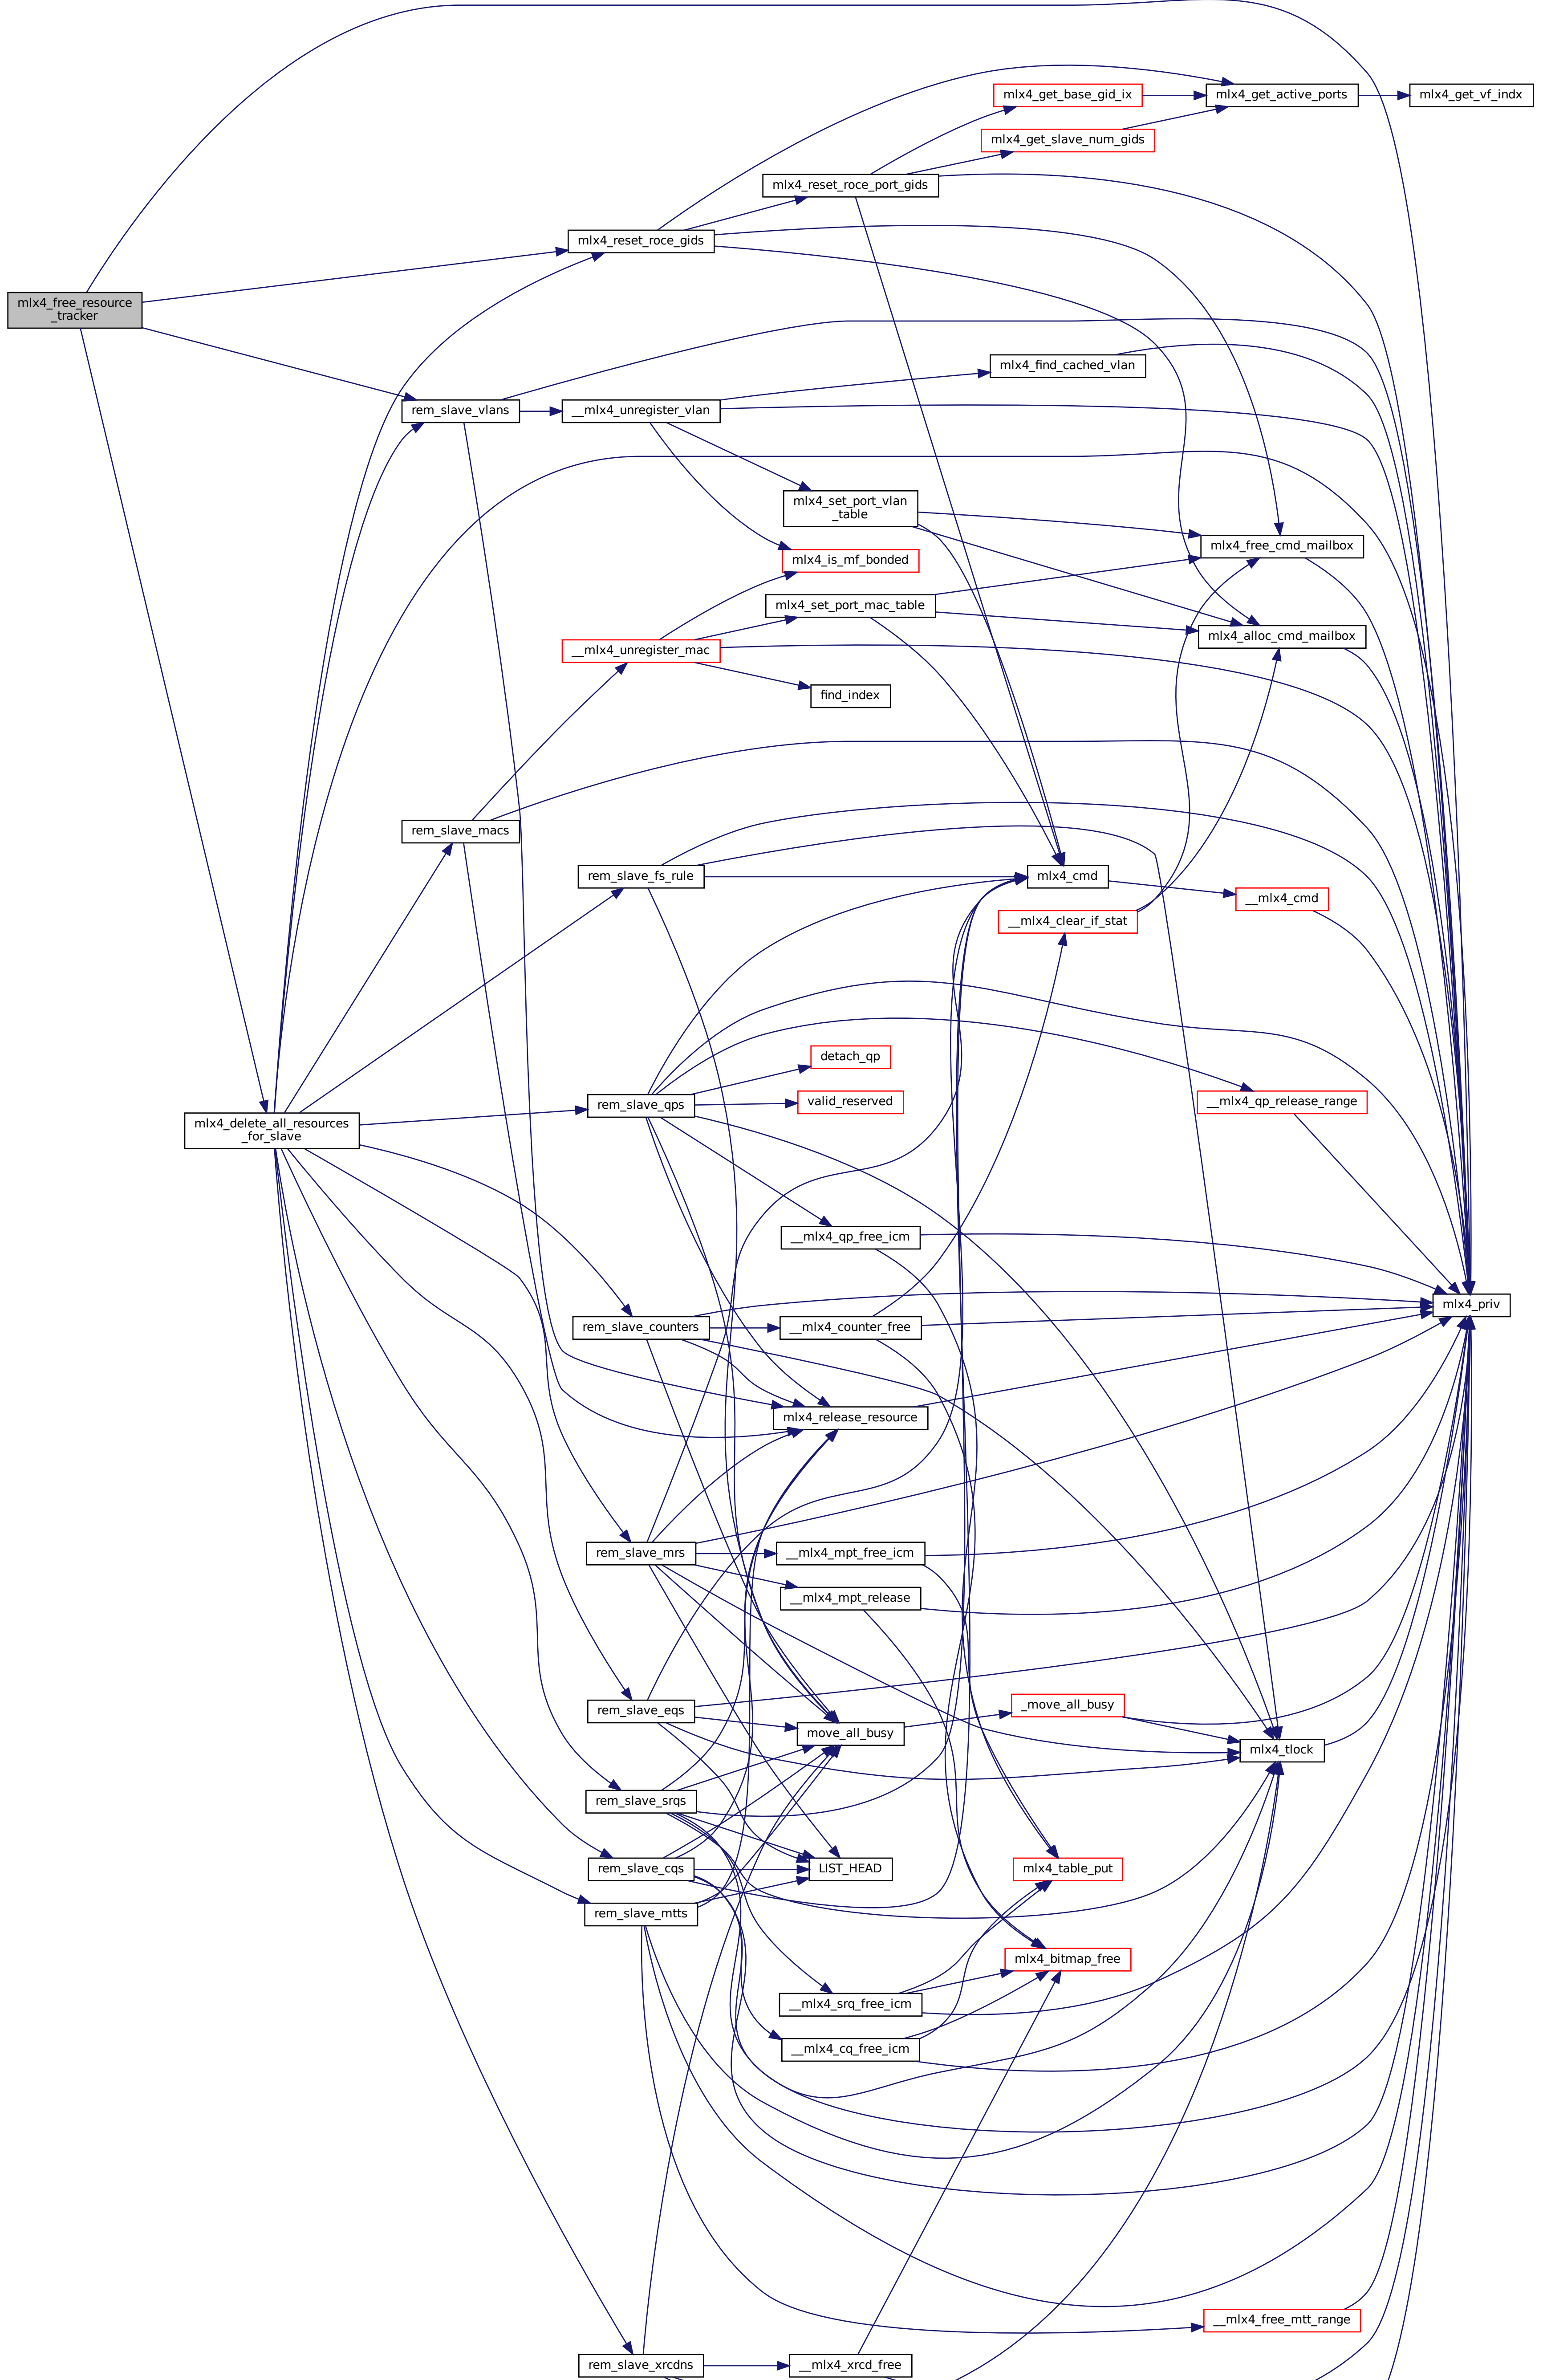 mlx4_get_base_gid_ix
mlx4_get_active_ports
mlx4_get_vf_indx
mlx4_get_slave_num_gids
mlx4_reset_roce_port_gids
mlx4_reset_roce_gids
mlx4_free_resource
_tracker
mlx4_find_cached_vlan
rem_slave_vlans
__mlx4_unregister_vlan
mlx4_set_port_vlan
_table
mlx4_free_cmd_mailbox
mlx4_is_mf_bonded
mlx4_set_port_mac_table
mlx4_alloc_cmd_mailbox
__mlx4_unregister_mac
find_index
rem_slave_macs
rem_slave_fs_rule
mlx4_cmd
__mlx4_cmd
__mlx4_clear_if_stat
detach_qp
rem_slave_qps
valid_reserved
__mlx4_qp_release_range
mlx4_delete_all_resources
_for_slave
__mlx4_qp_free_icm
mlx4_priv
rem_slave_counters
__mlx4_counter_free
mlx4_release_resource
rem_slave_mrs
__mlx4_mpt_free_icm
__mlx4_mpt_release
rem_slave_eqs
_move_all_busy
move_all_busy
mlx4_tlock
rem_slave_srqs
rem_slave_cqs
LIST_HEAD
mlx4_table_put
rem_slave_mtts
mlx4_bitmap_free
__mlx4_srq_free_icm
__mlx4_cq_free_icm
__mlx4_free_mtt_range
rem_slave_xrcdns
__mlx4_xrcd_free